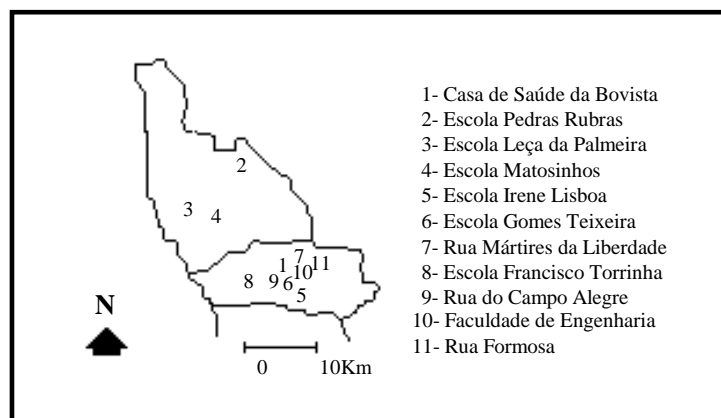 1- Casa de Saúde da Bovista
2- Escola Pedras Rubras
3- Escola Leça da Palmeira
4- Escola Matosinhos
5- Escola Irene Lisboa
6- Escola Gomes Teixeira
7- Rua Mártires da Liberdade
8- Escola Francisco Torrinha
9- Rua do Campo Alegre
10- Faculdade de Engenharia
11- Rua Formosa
2
3
4
7
1
11
10
8
9
6
5
N
0
10Km